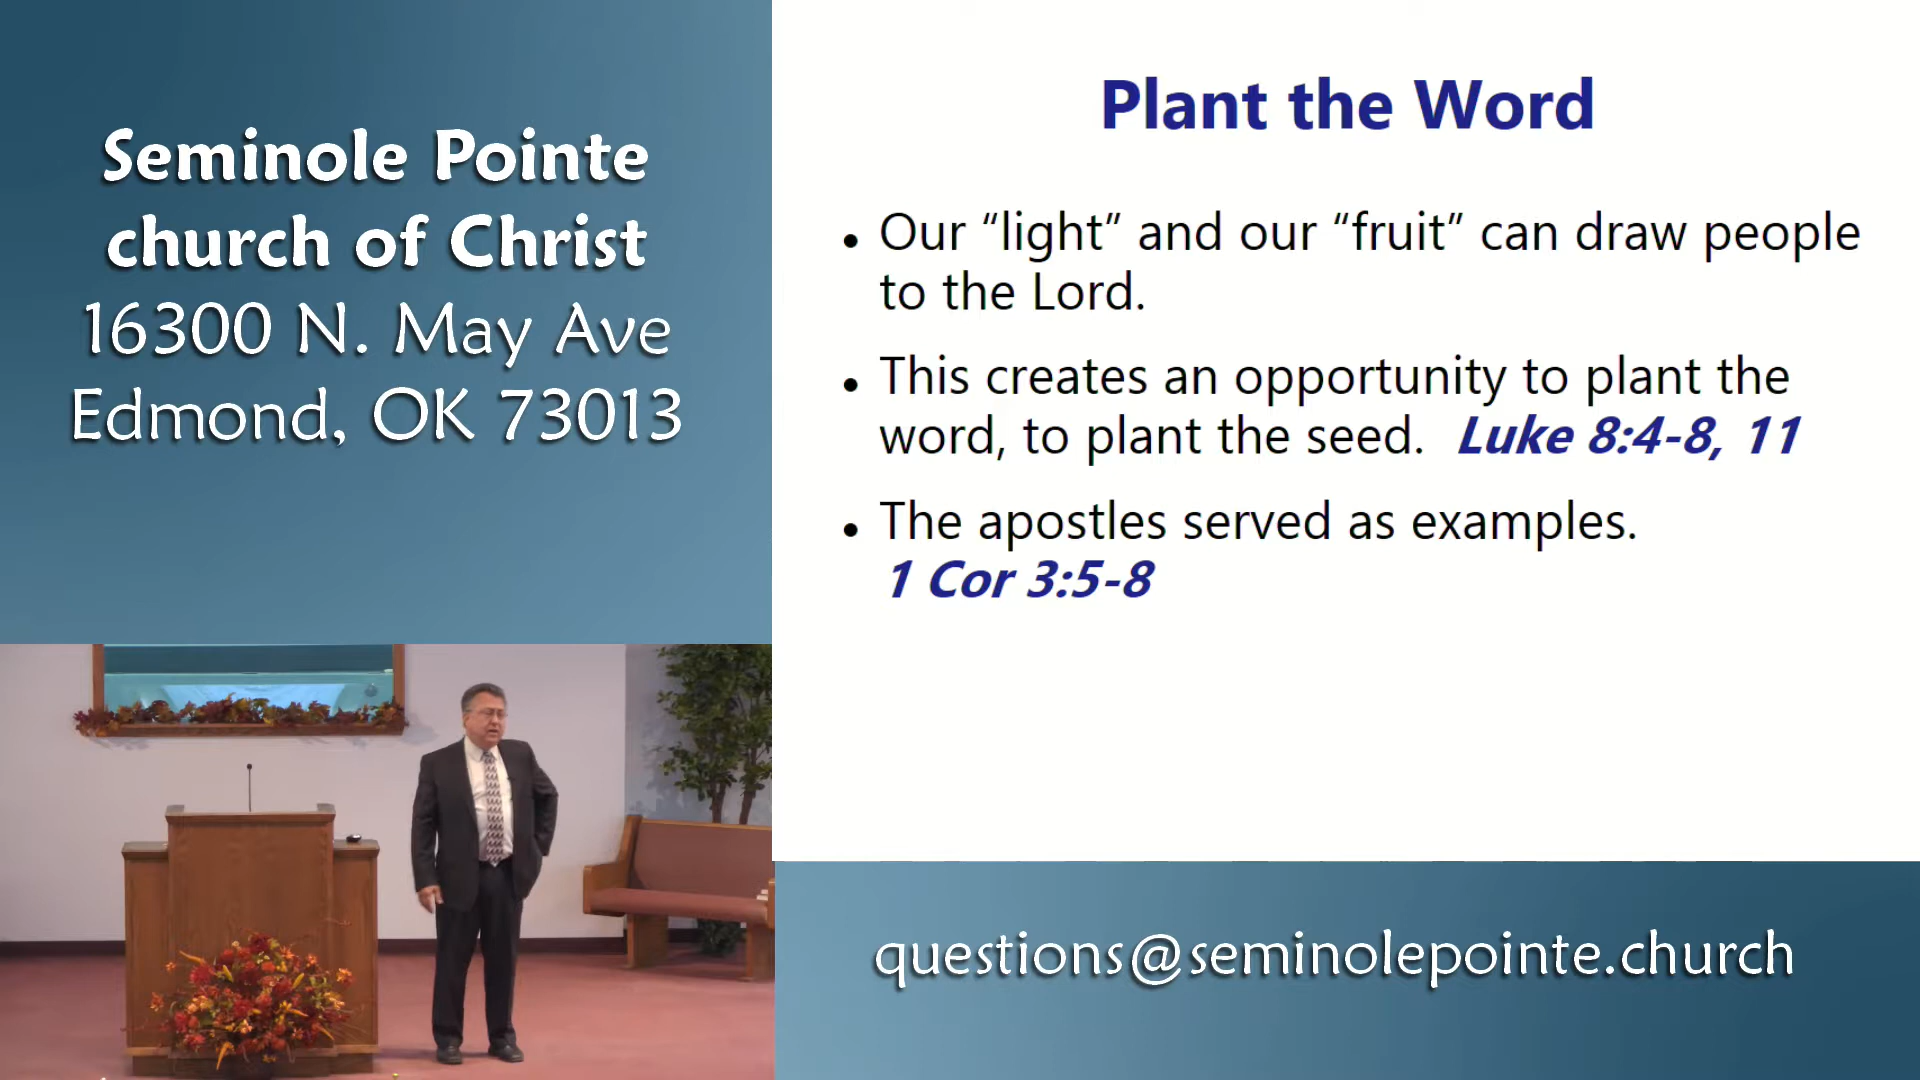 Seminole Pointe
church of Christ
16300 N. May Ave
Edmond, OK 73013
Plant the Word
• Our “light” and our “fruit” can draw people
to the Lord.
• This creates an opportunity to plant the
word, to plant the seed. Luke 8:4-8, 11
• The apostles served as examples.
1 Cor 3:5-8
questions@seminolepointe.church